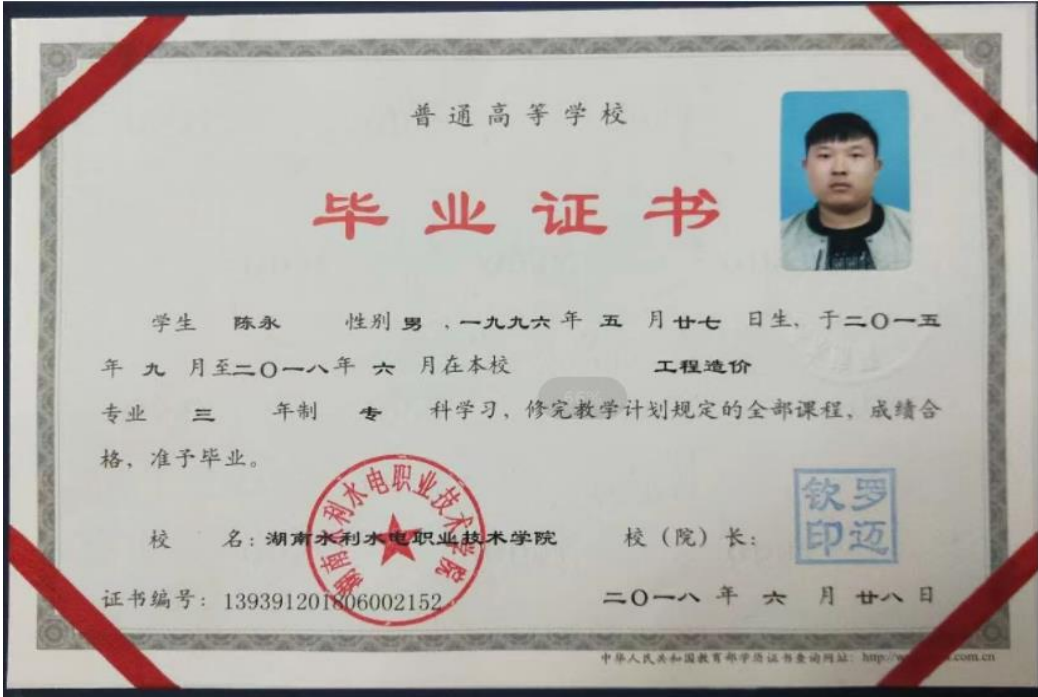 普通高等学校
毕业证书
学生 陈永 性别 男 ，一九九六年 五 月廿七 日生，于二〇一五
年 九 月至二〇一八年 六 月在本校 工程造价
专业 三 年制 专 科学习，修完教学计划规定的全部课程，成绩合
格，准予毕业。
湖南水利水电职业技术学院
罗迈
钦印
校 名：湖南水利水电职业技术学院 校（院）长：
证书编号：139391201806002152 二〇一八 年 六 月 廿八 日
中华人民共和国教育部学历证书查询网站：http://w .com.cn